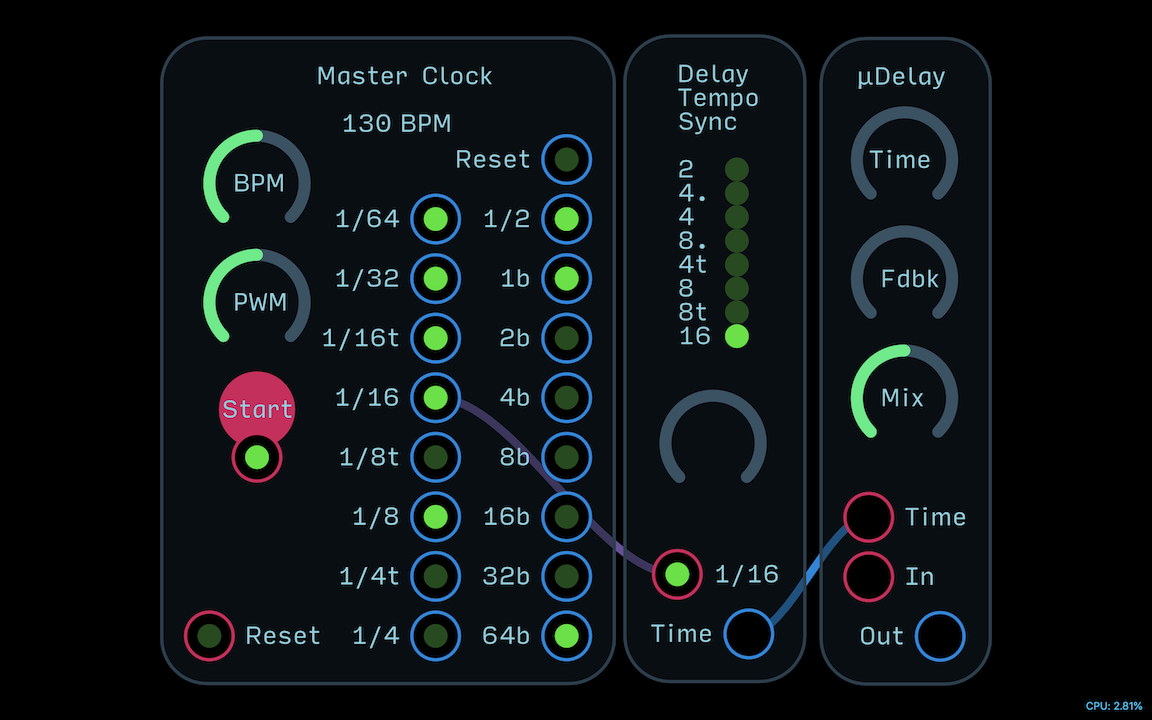 Master Clock
130 BPM
BPM
PWM
Start
Reset
Reset
1/64
1/32
1/16t
1/16
1/8t
1/8
1/4t
1/4
1/2
1b
2b
4b
8b
16b
32b
64b
Delay
Tempo
Sync
2
4.
4
8.
4t
8
8t
16
1/16
Time
µDelay
Time
Fdbk
Mix
Time
In
Out
CPU: 2.81%